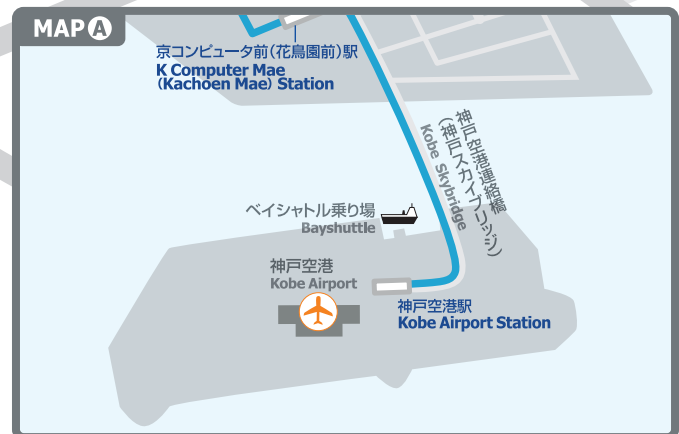 MAP A
京コンピュータ前(花鳥園前)駅
K Computer Mae
(Kachoen Mae) Station
神戸空港連絡橋
(神戸スカイブリッジ)
Kobe Skybridge
ベイシャトル乗り場
Bayshuttle
神戸空港
Kobe Airport
神戸空港駅
Kobe Airport Station